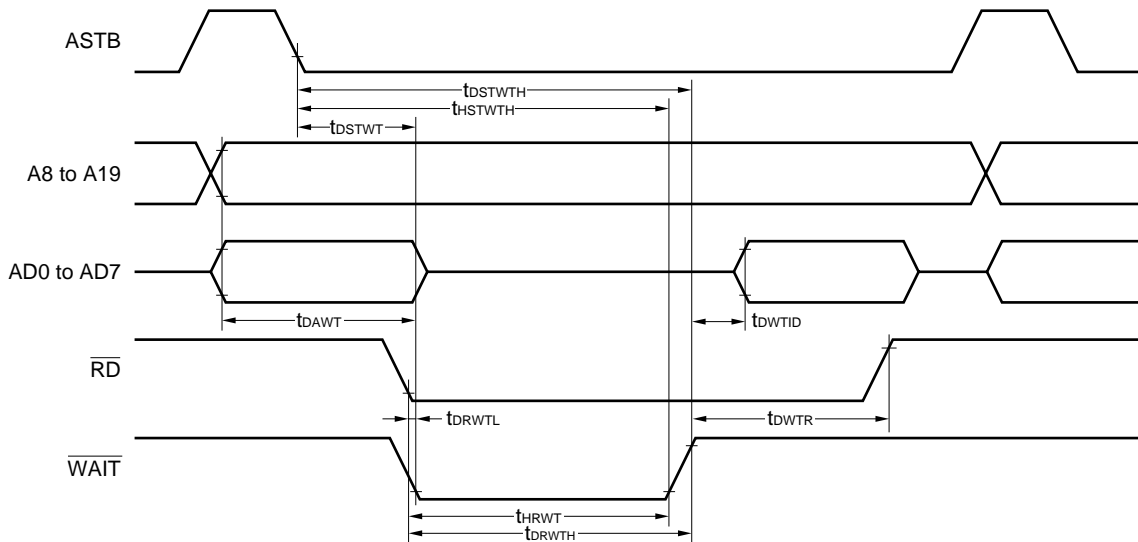 ASTB
tDSTWTH
tHSTWTH
tDSTWT
A8 to A19
AD0 to AD7
tDAWT
tDWTID
RD
tDRWTL
tDWTR
WAIT
tHRWT
tDRWTH